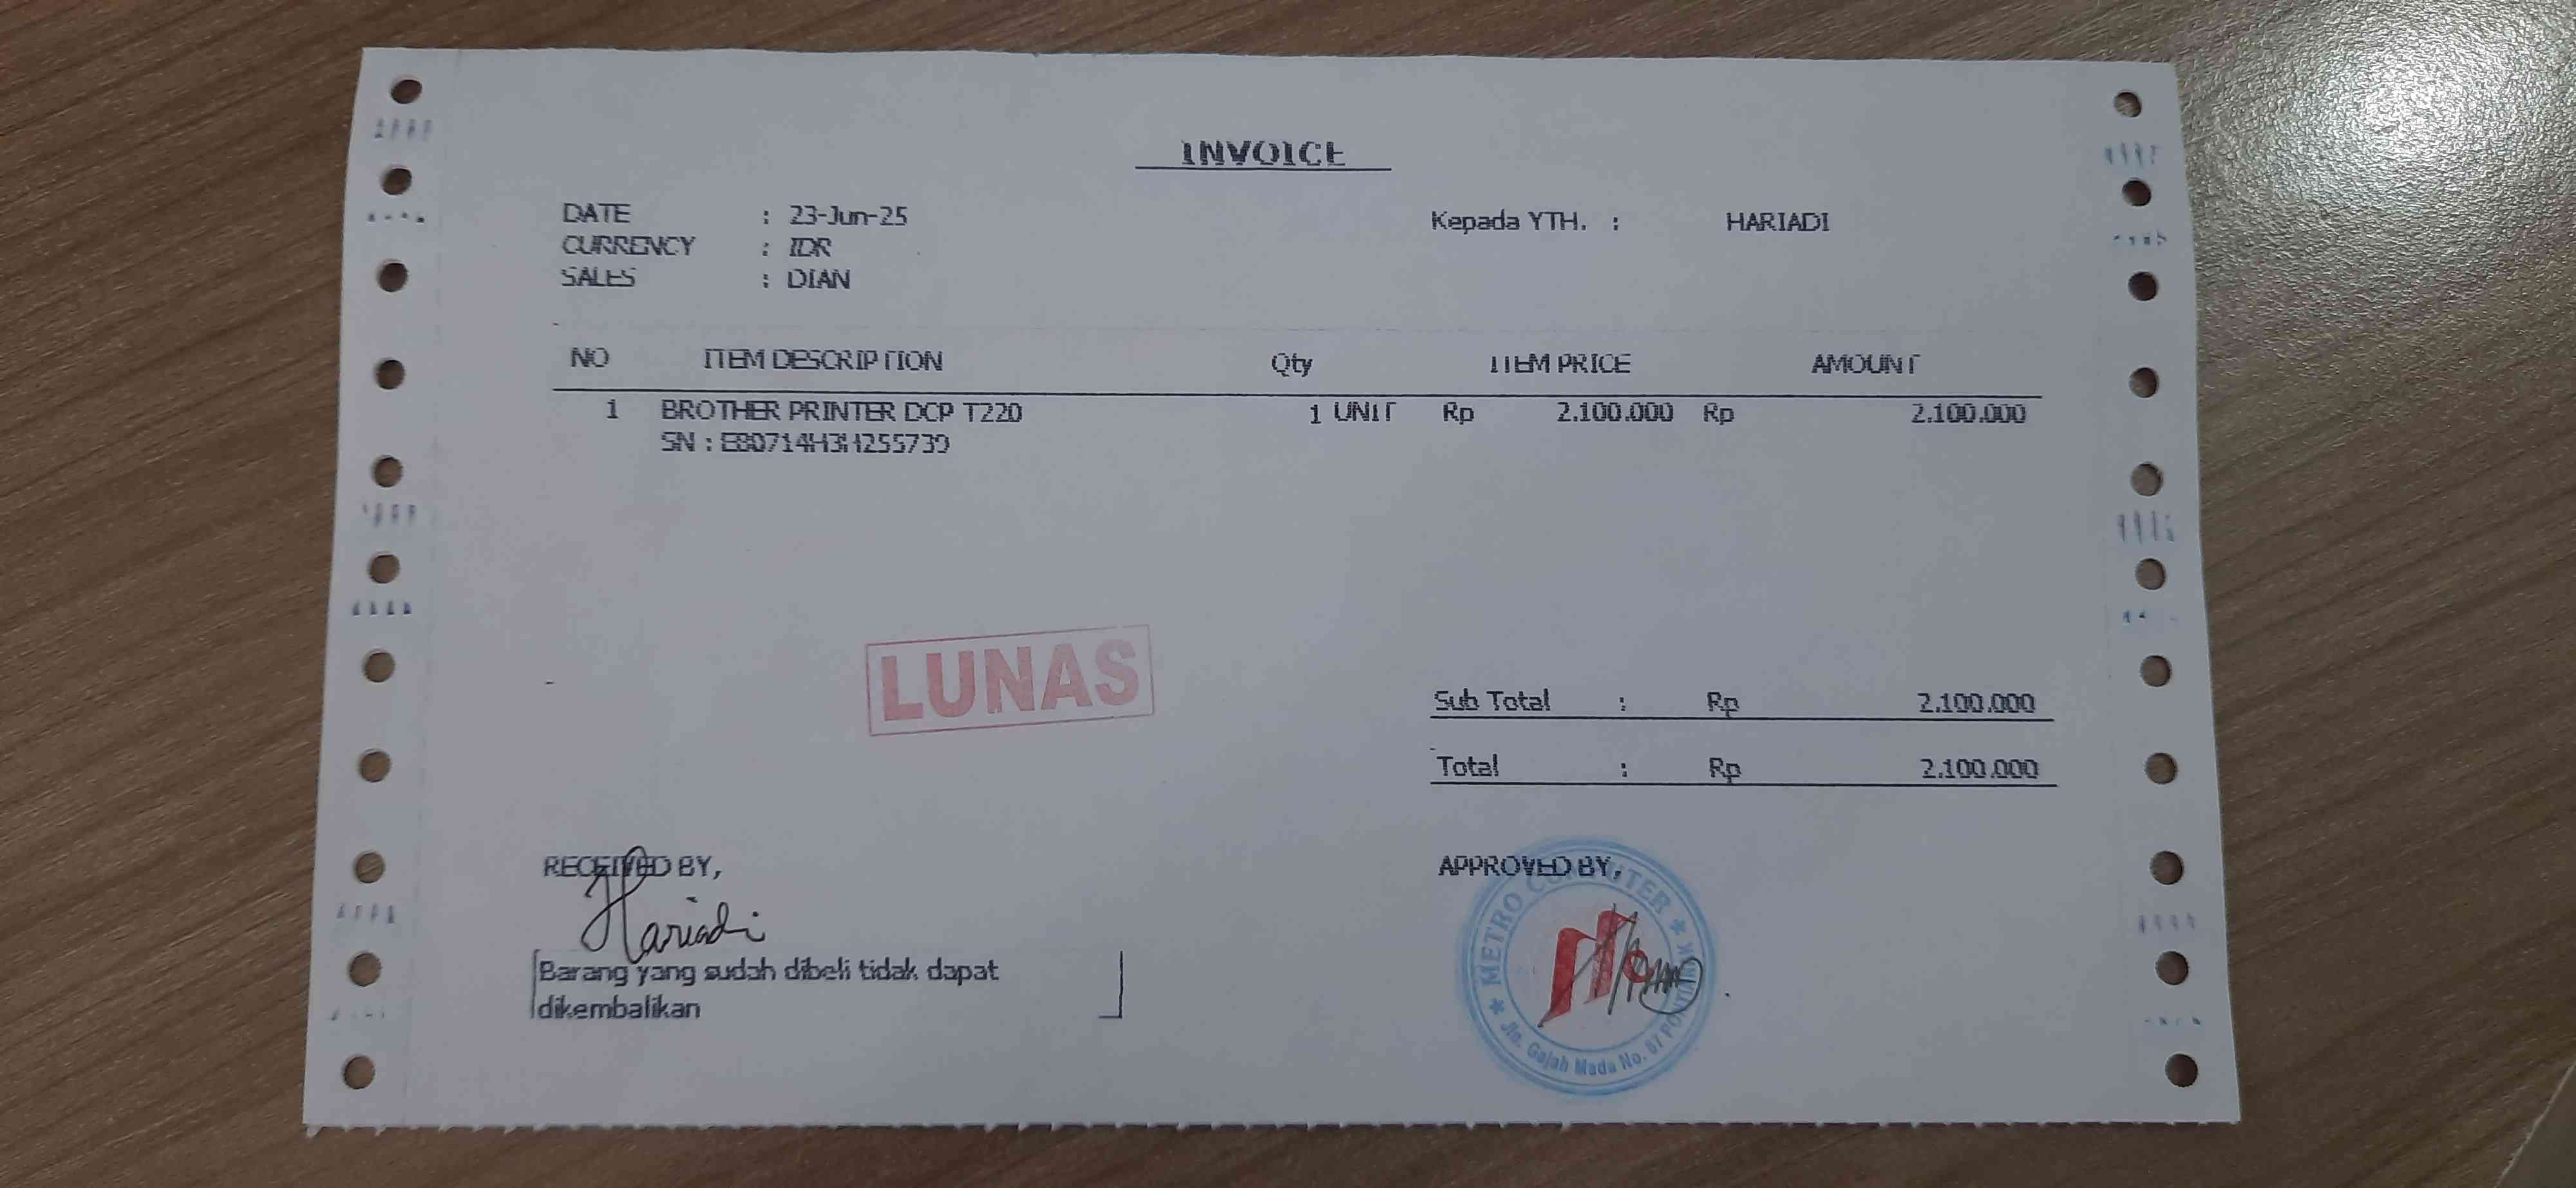 INVOICE
DATE : 23-Jun-25
CURRENCY : IDR
SALES : DIAN
Kepada YTH. : HARIADI
NO ITEM DESCRIPTION Qty ITEM PRICE AMOUNT
1 BROTHER PRINTER DCP T220 1 UNIT Rp 2.100.000 Rp 2.100.000
SN :
LUNAS
Sub Total : Rp 2.100.000
Total : Rp 2.100.000
RECEIVED BY,
Hariadi
Barang yang sudah dibeli tidak dapat
dikembalikan
APPROVED BY,
METRO COMPUTER
Jln. Gajah Mada No. 67 PONTIANAK